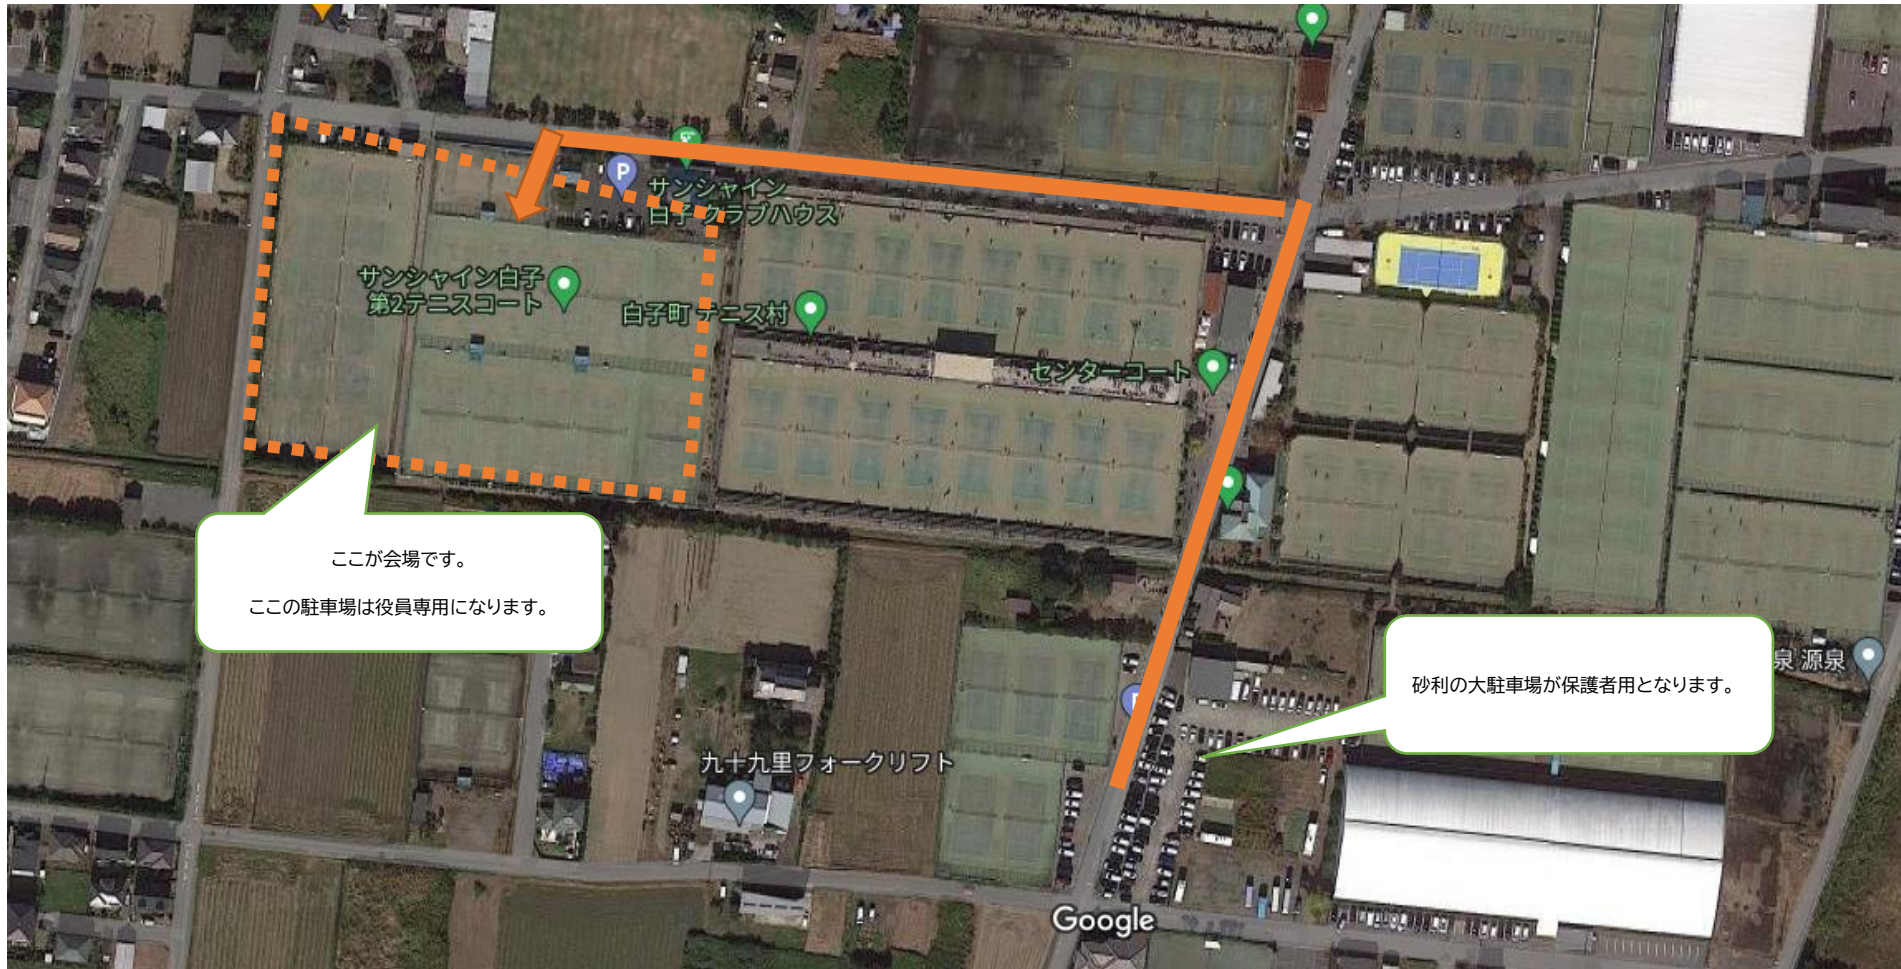 サンシャイン
白子 クラブハウス
サンシャイン白子
第2テニスコート
白子町 テニス村
センターコート
ここが会場です。
ここの駐車場は役員専用になります。
砂利の大駐車場が保護者用となります。
泉 源泉
九十九里フォークリフト
P
Google